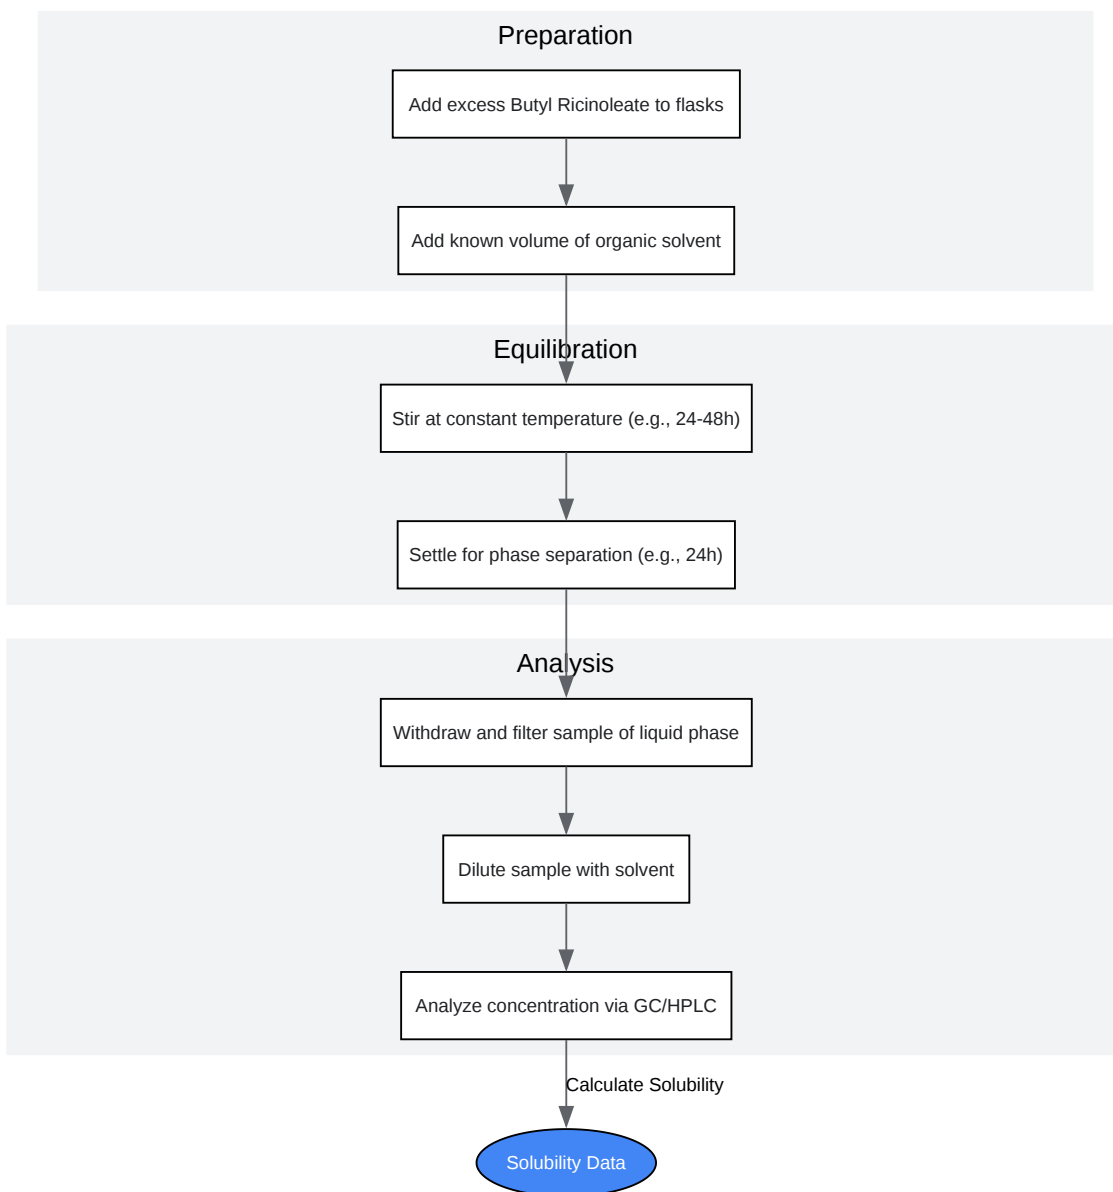 Preparation
Add excess Butyl Ricinoleate to flasks
Add known volume of organic solvent
Equilibration
Stir at constant temperature (e.g., 24-48h)
Settle for phase separation (e.g., 24h)
Analysis
Withdraw and filter sample of liquid phase
Dilute sample with solvent
Analyze concentration via GC/HPLC
Calculate Solubility
Solubility Data